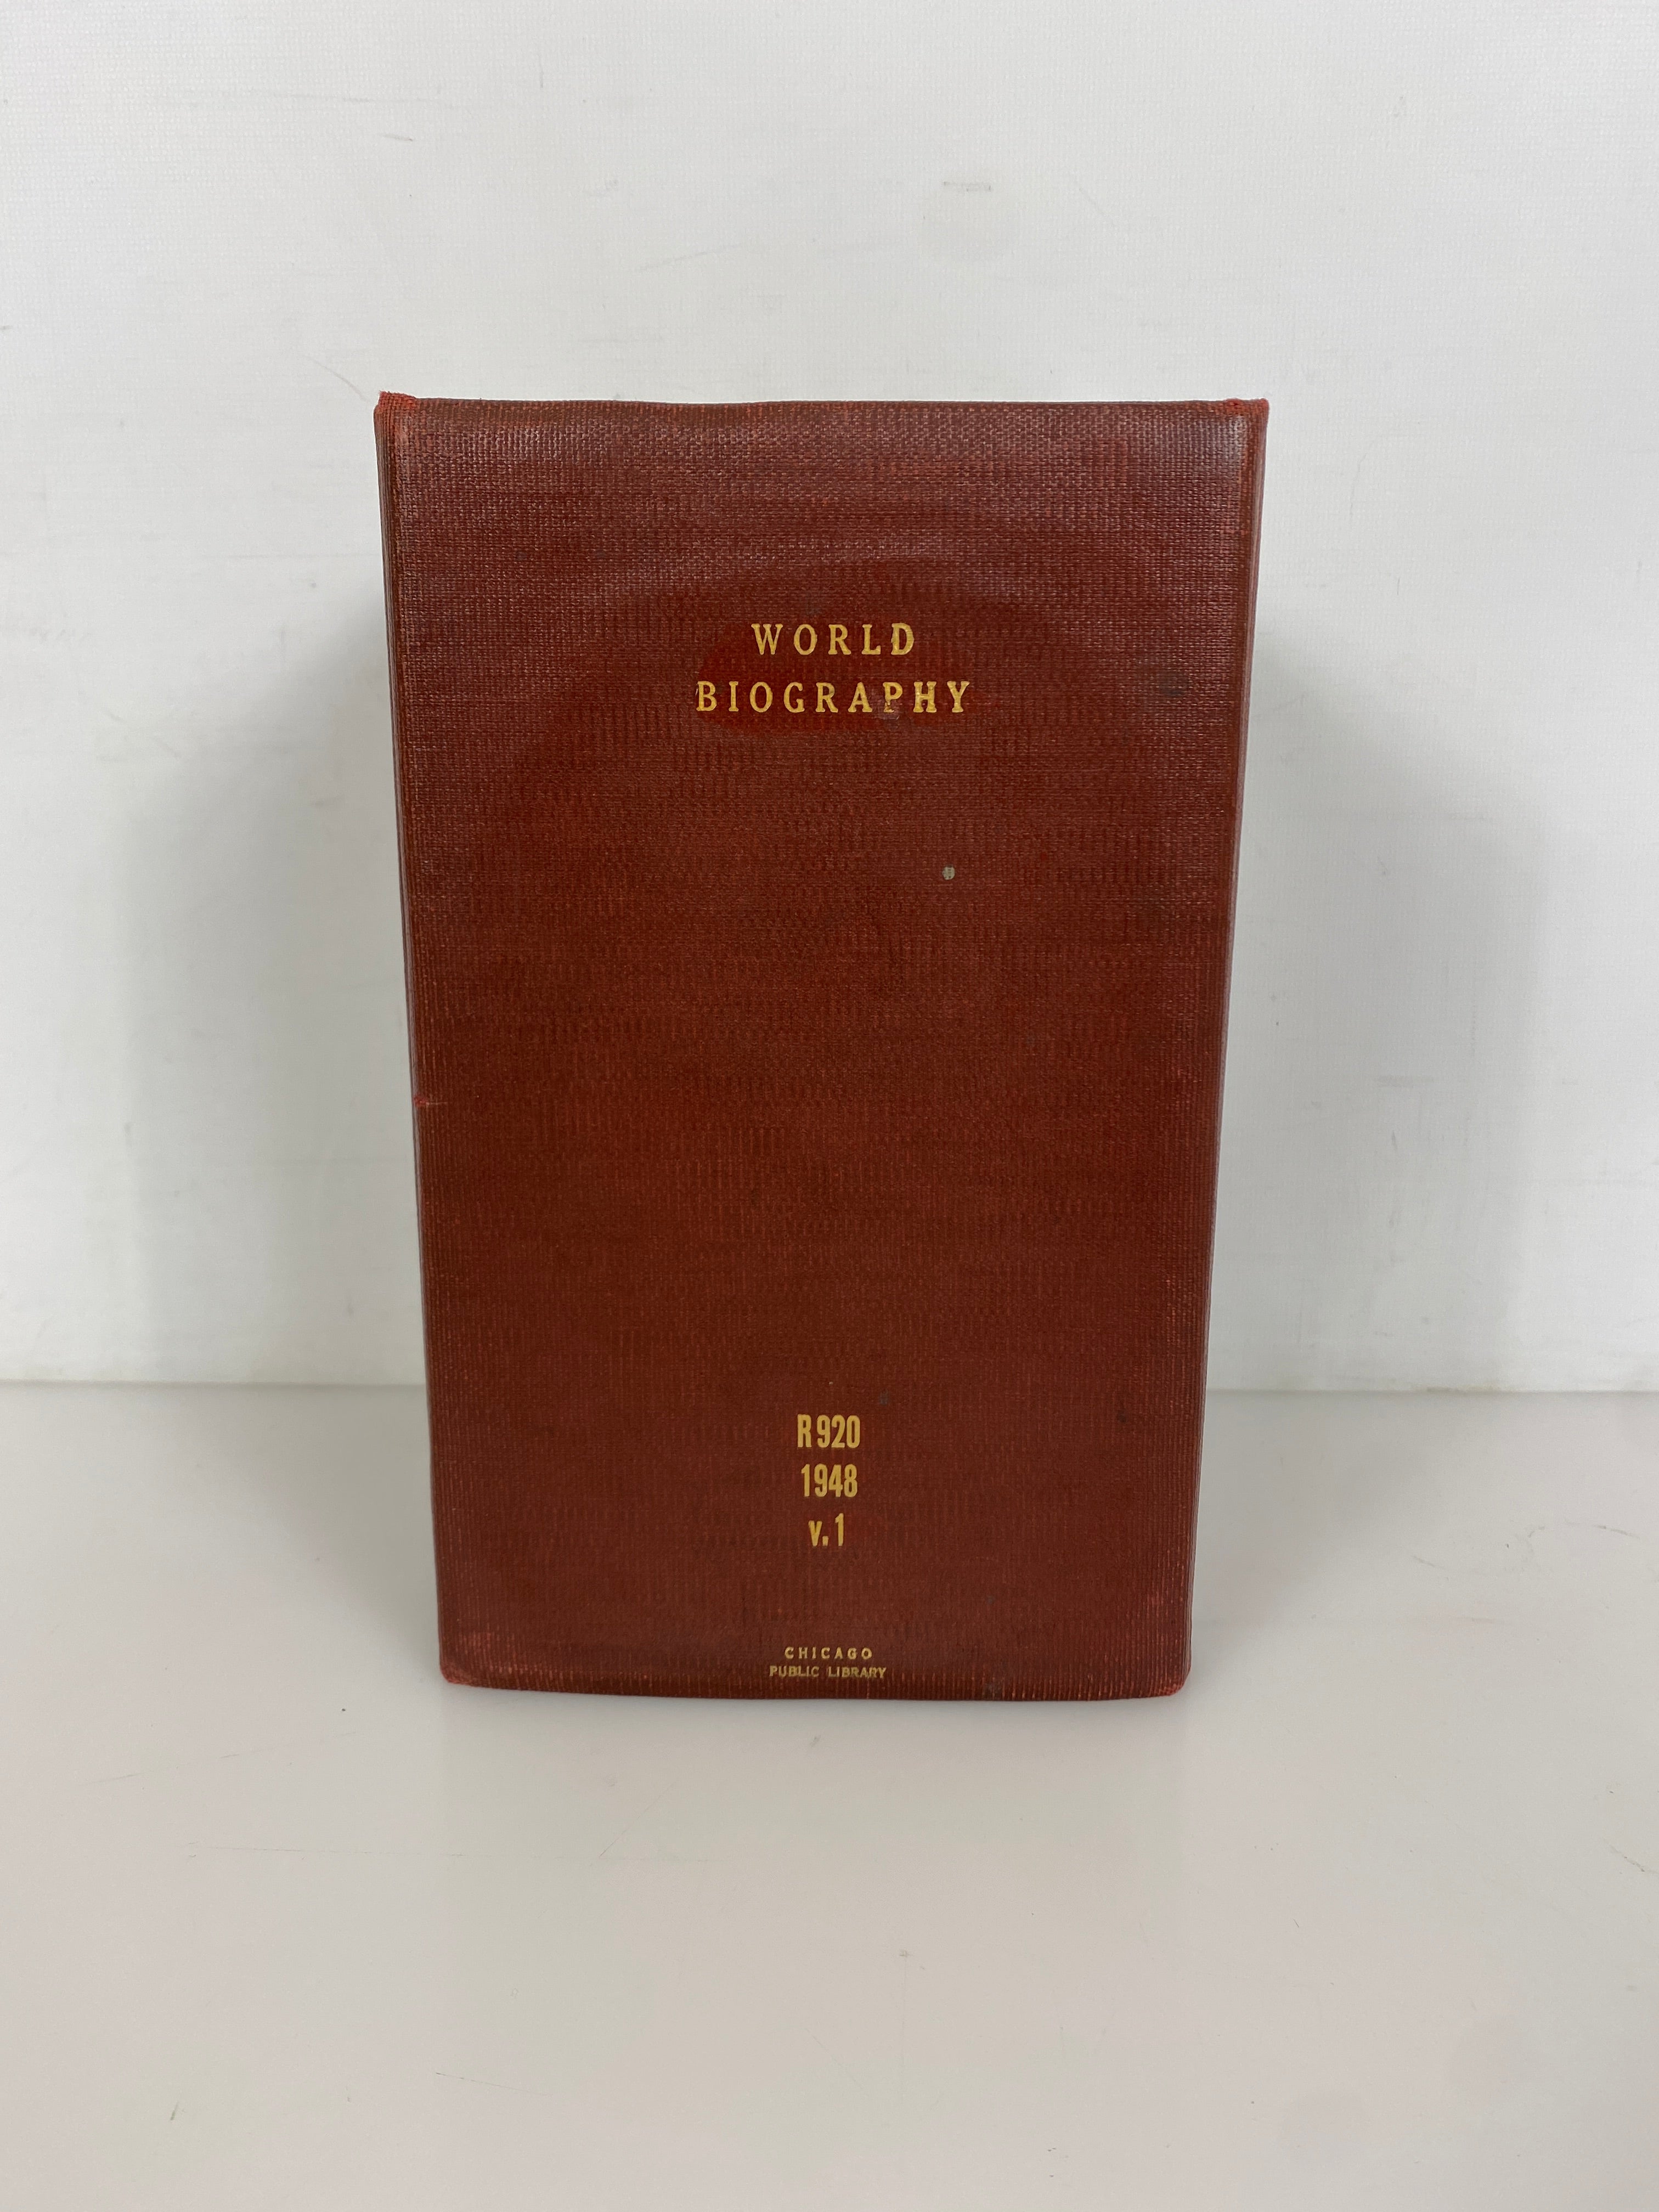 WORLD
BIOGRAPHY
R920
1948
v.1
CHICAGO
PUBLIC LIBRARY